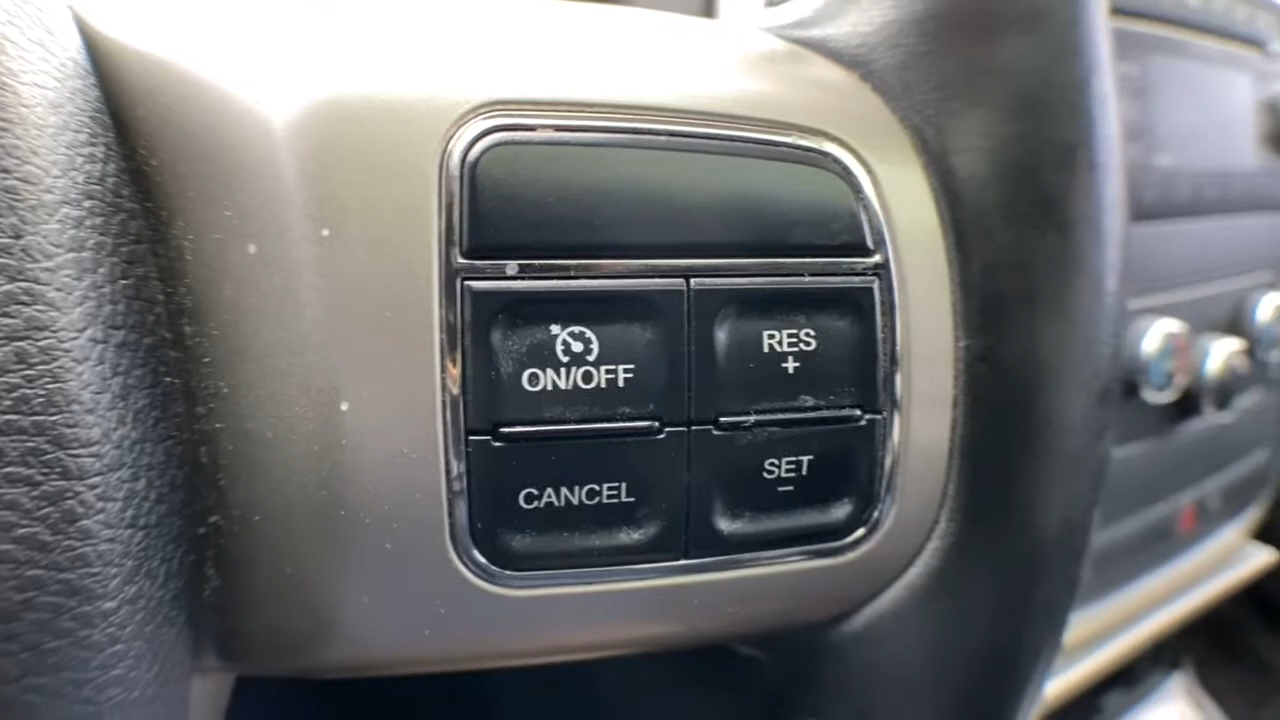 ON/OFF
RES
+
CANCEL
SET
−